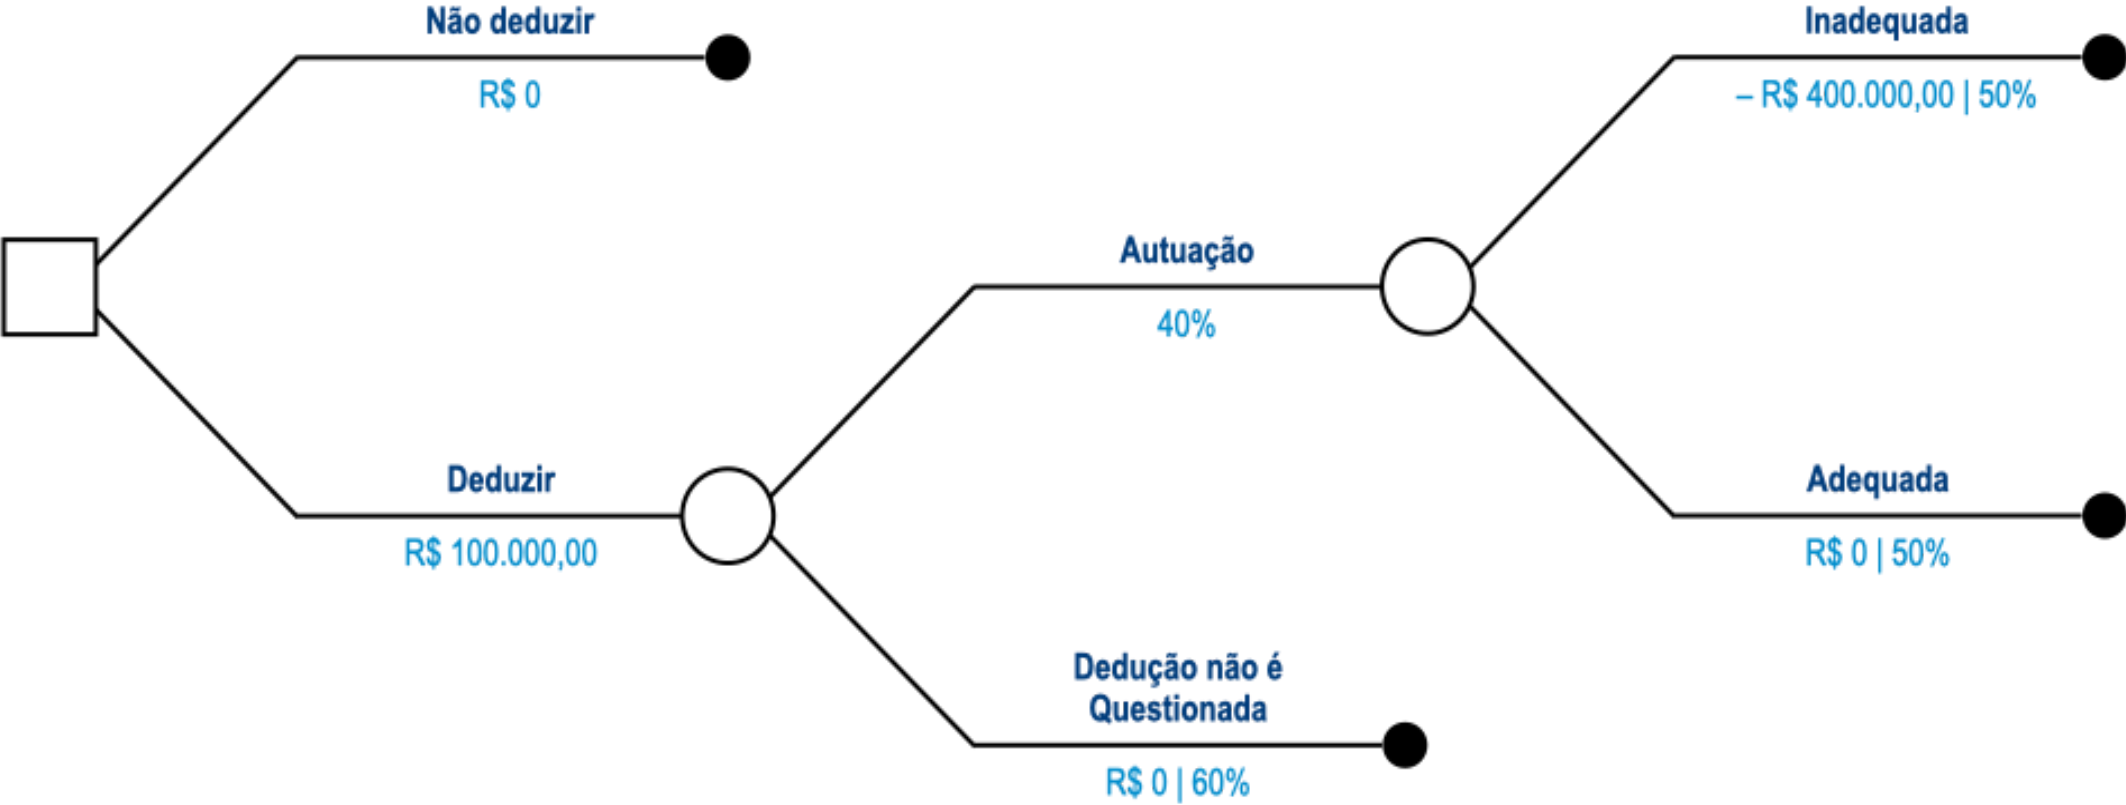 Não deduzir
R$ 0
Inadequada
– R$ 400.000,00 | 50%
Autuação
40%
Deduzir
R$ 100.000,00
Adequada
R$ 0 | 50%
Dedução não é
Questionada
R$ 0 | 60%